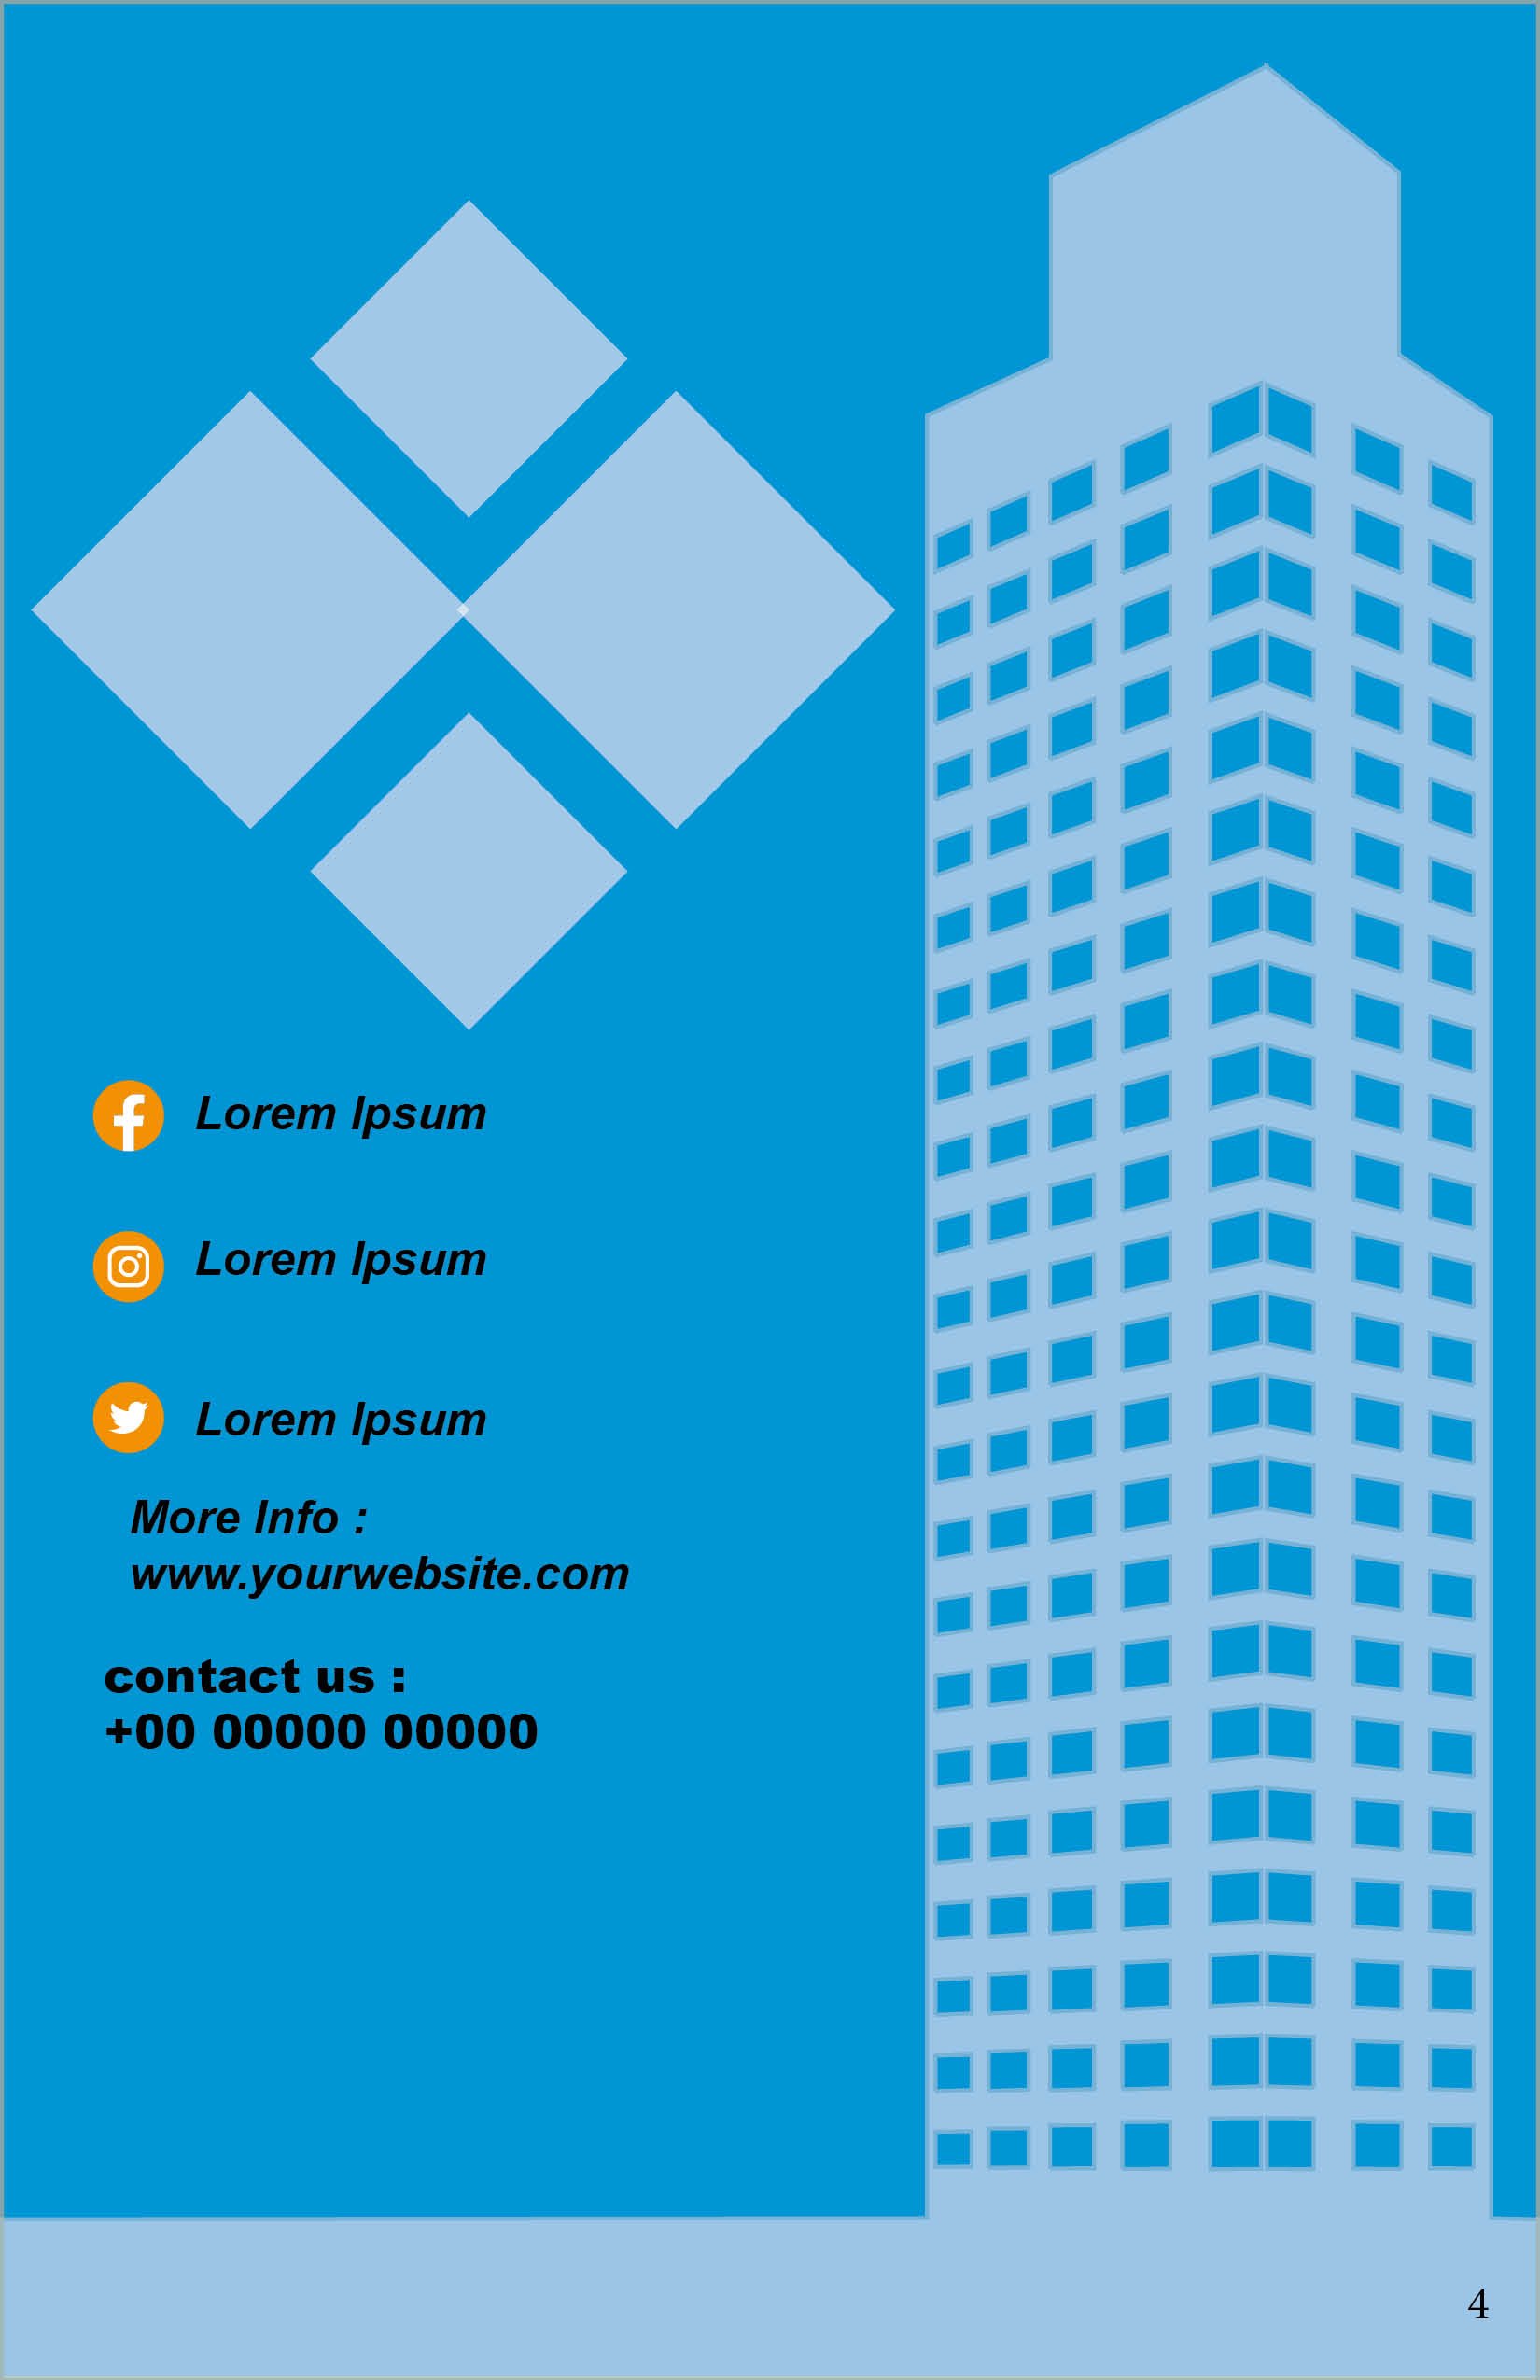 Lorem Ipsum
Lorem Ipsum
Lorem Ipsum
More Info :
www.yourwebsite.com
contact us :
+00 00000 00000
4